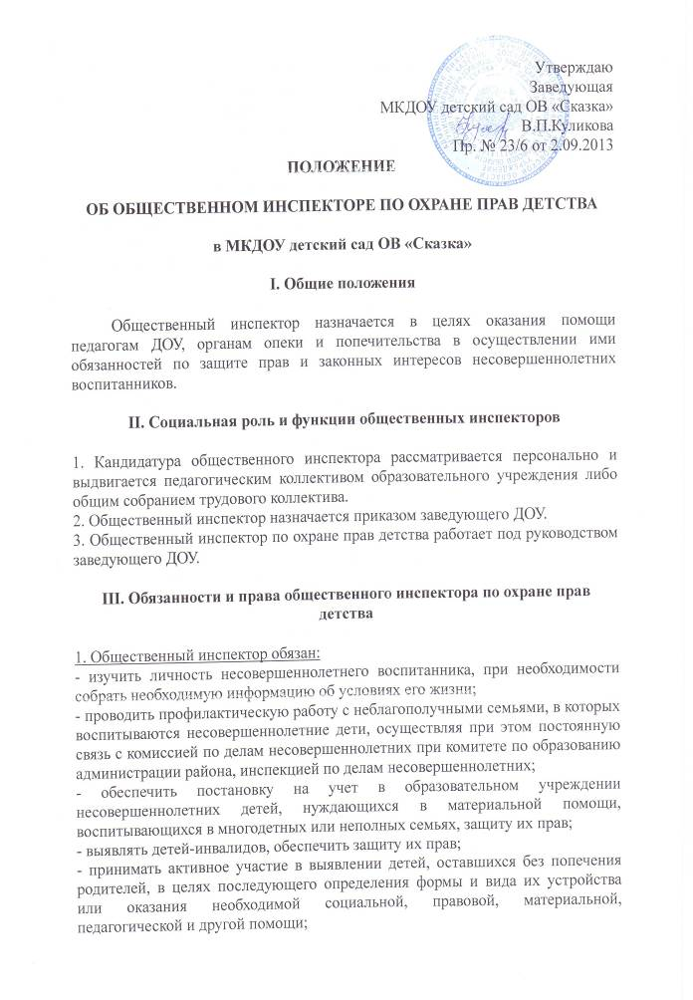 Утверждаю
Заведующая
МКДОУ детский сад ОВ «Сказка»
В.П.Куликова
Пр. № 23/6 от 2.09.2013
ПОЛОЖЕНИЕ
ОБ ОБЩЕСТВЕННОМ ИНСПЕКТОРЕ ПО ОХРАНЕ ПРАВ ДЕТСТВА
в МКДОУ детский сад ОВ «Сказка»
I. Общие положения
Общественный инспектор назначается в целях оказания помощи
педагогам ДОУ, органам опеки и попечительства в осуществлении ими
обязанностей по защите прав и законных интересов несовершеннолетних
воспитанников.
II. Социальная роль и функции общественных инспекторов
1. Кандидатура общественного инспектора рассматривается персонально и
выдвигается педагогическим коллективом образовательного учреждения либо
общим собранием трудового коллектива.
2. Общественный инспектор назначается приказом заведующего ДОУ.
3. Общественный инспектор по охране прав детства работает под руководством
заведующего ДОУ.
III. Обязанности и права общественного инспектора по охране прав
детства
1. Общественный инспектор обязан:
- изучить личность несовершеннолетнего воспитанника, при необходимости
собрать необходимую информацию об условиях его жизни;
- проводить профилактическую работу с неблагополучными семьями, в которых
воспитываются несовершеннолетние дети, осуществляя при этом постоянную
связь с комиссией по делам несовершеннолетних при комитете по образованию
администрации района, инспекцией по делам несовершеннолетних;
- обеспечить постановку на учет в образовательном учреждении
несовершеннолетних детей, нуждающихся в материальной помощи,
воспитывающихся в многодетных или неполных семьях, защиту их прав;
- выявлять детей-инвалидов, обеспечить защиту их прав;
- принимать активное участие в выявлении детей, оставшихся без попечения
родителей, в целях последующего определения формы и вида их устройства
или оказания необходимой социальной, правовой, материальной,
педагогической и другой помощи;